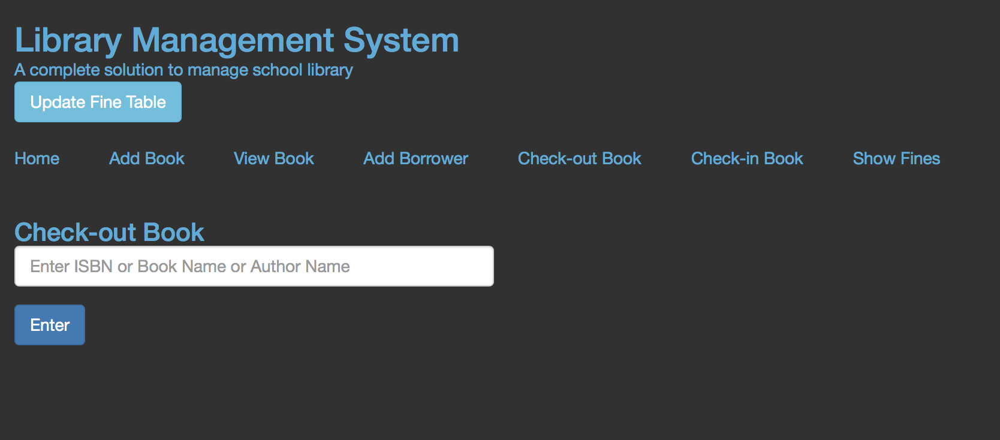 Library Management System
A complete solution to manage school library
Update Fine Table
Home Add Book View Book Add Borrower Check-out Book Check-in Book Show Fines
Check-out Book
Enter ISBN or Book Name or Author Name
Enter